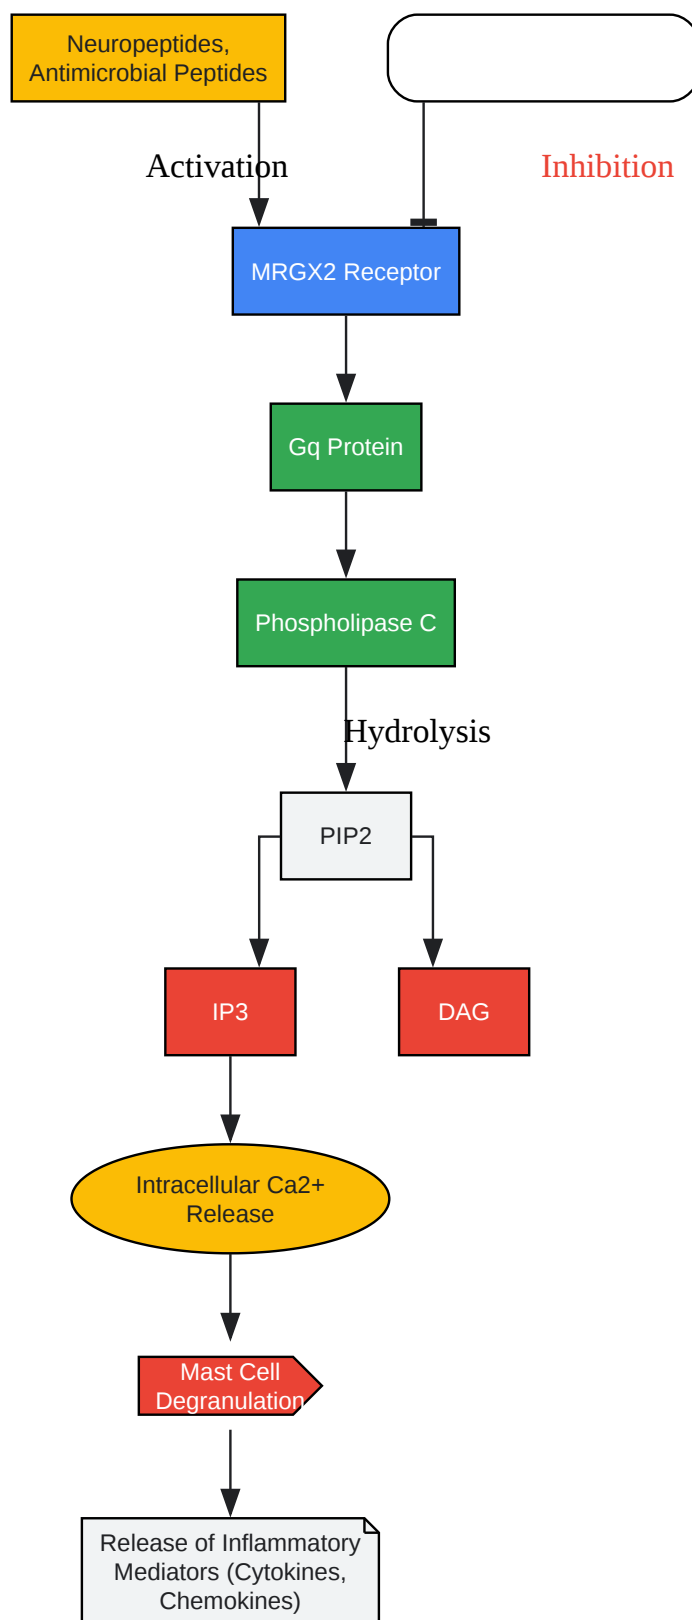 Neuropeptides,
Antimicrobial Peptides
Activation
Inhibition
MRGX2 Receptor
Gq Protein
Phospholipase C
Hydrolysis
PIP2
IP3
DAG
Intracellular Ca2+
Release
Mast Cell
Degranulation
Release of Inflammatory
Mediators (Cytokines,
Chemokines)